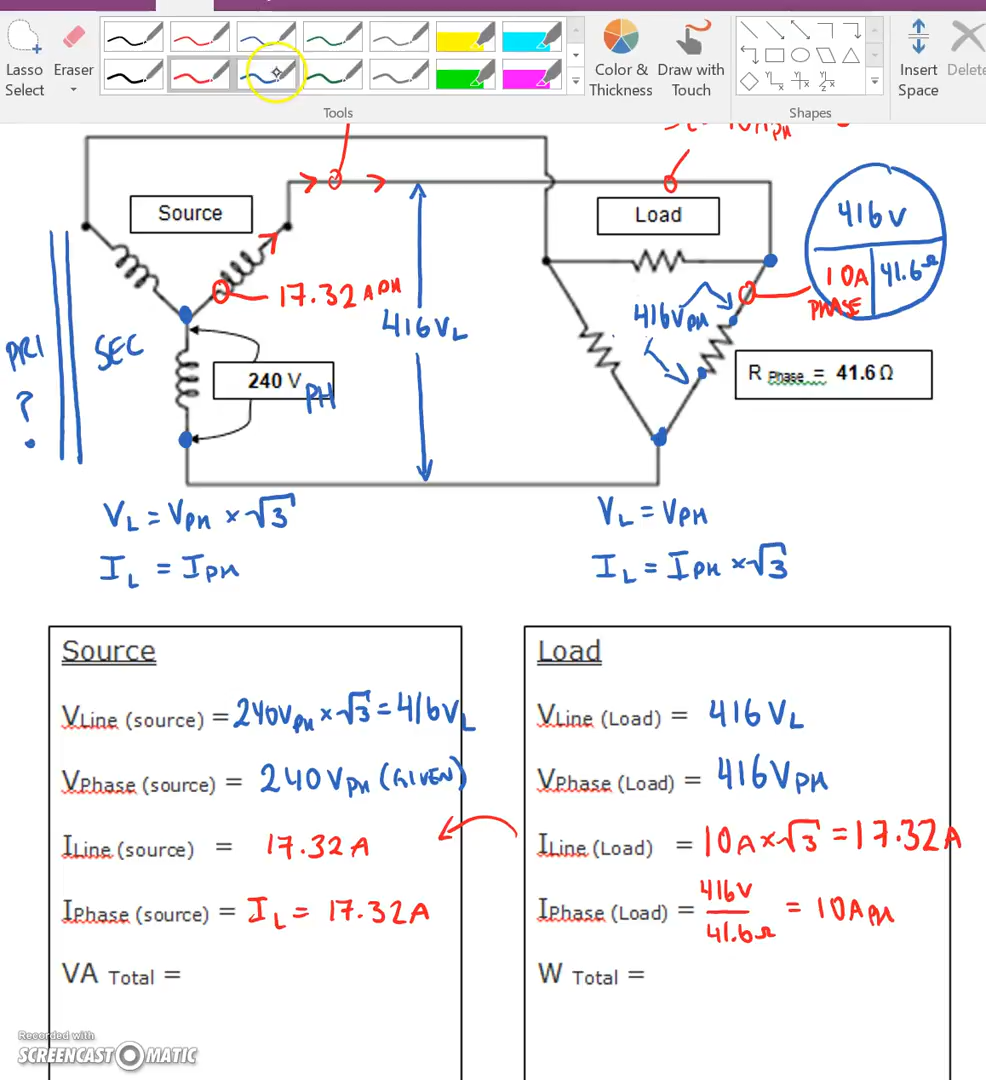 Lasso
Select
Eraser
Color &
Thickness
Draw with
Touch
Insert
Space
Delete
Tools
Shapes
Source
Load
416V
10A
41.6Ω
PHASE
17.32A PH
416VL
416VPH
PRI
?
SEC
240 V
PH
R Phase = 41.6 Ω
VL = VPH × √3
IL = IPH
VL = VPH
IL = IPH × √3
Source
VLine (source) = 240VPH × √3 = 416VL
VPhase (source) = 240VPH (GIVEN)
ILine (source) = 17.32A
IPhase (source) = IL = 17.32A
VA Total =
Load
VLine (Load) = 416VL
VPhase (Load) = 416VPH
ILine (Load) = 10A × √3 = 17.32A
IPhase (Load) = 416V / 41.6Ω = 10A PH
W Total =
Recorded with
SCREENCAST-O-MATIC